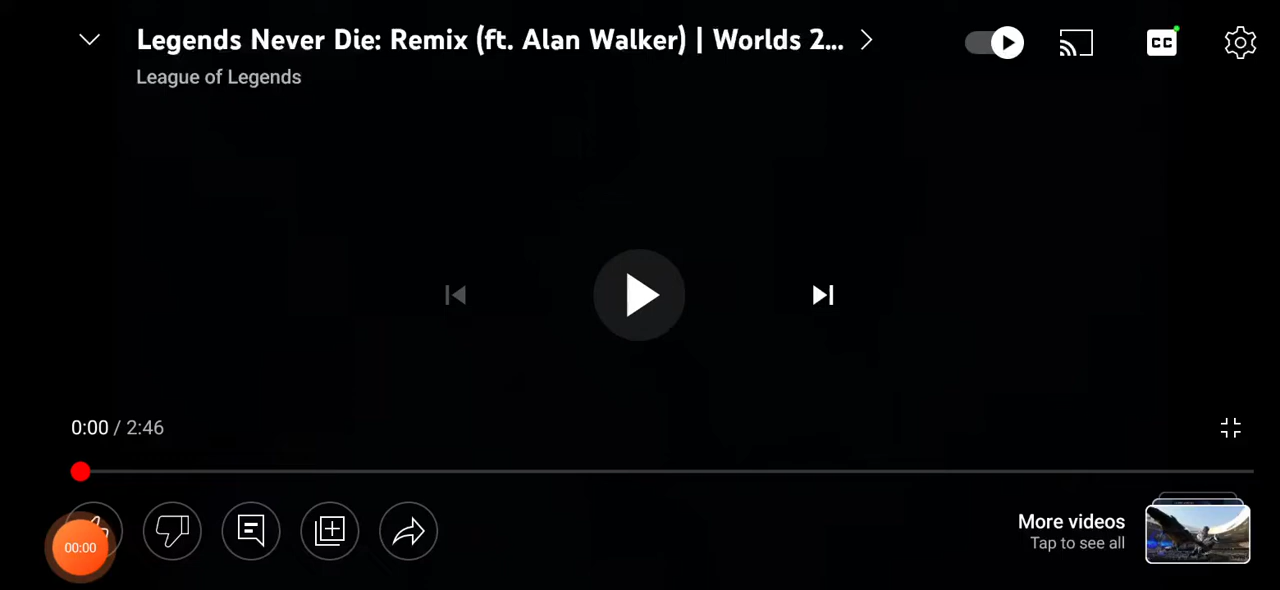 Legends Never Die: Remix (ft. Alan Walker) | Worlds 2...
League of Legends
CC
0:00 / 2:46
00:00
More videos
Tap to see all